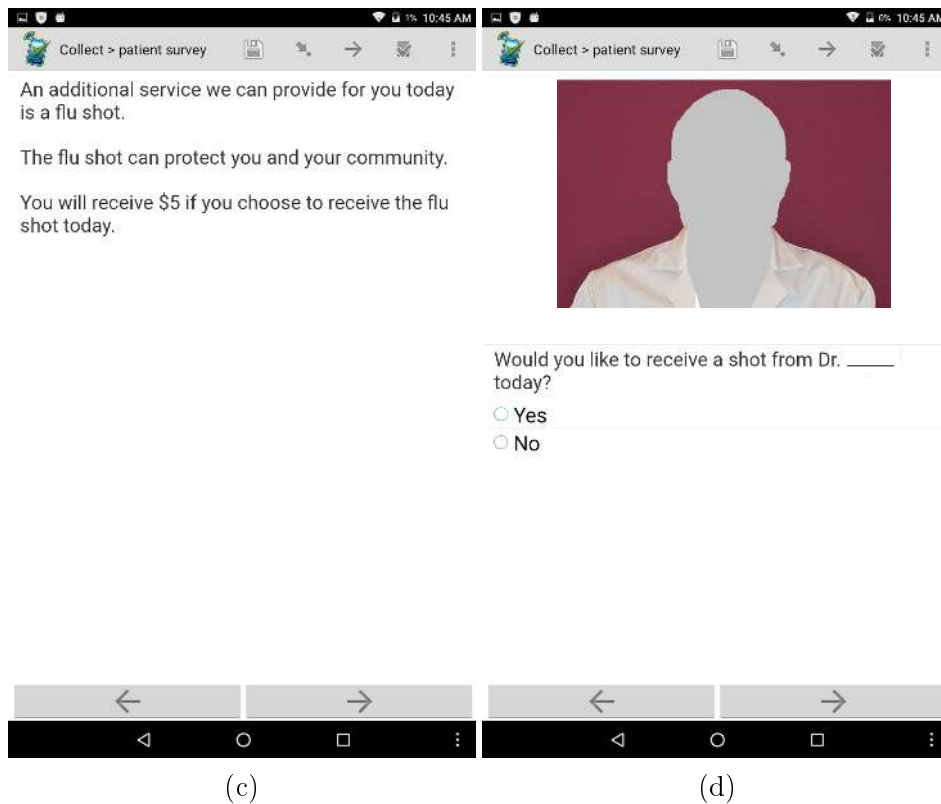 1% 10:45 AM
Collect > patient survey
An additional service we can provide for you today
is a flu shot.
The flu shot can protect you and your community.
You will receive $5 if you choose to receive the flu
shot today.
(c)
0% 10:45 AM
Collect > patient survey
Would you like to receive a shot from Dr. _____
today?
Yes
No
(d)